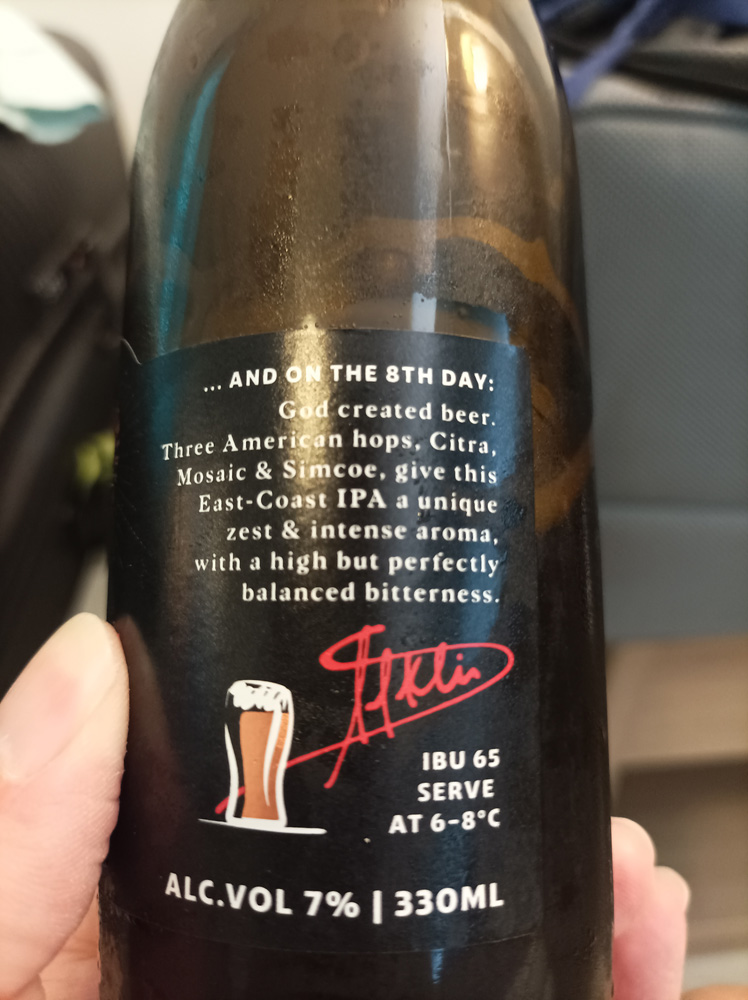 ... AND ON THE 8TH DAY:
God created beer.
Three American hops, Citra,
Mosaic & Simcoe, give this
East-Coast IPA a unique
zest & intense aroma,
with a high but perfectly
balanced bitterness.
IBU 65
SERVE
AT 6-8°C
ALC.VOL 7% | 330ML